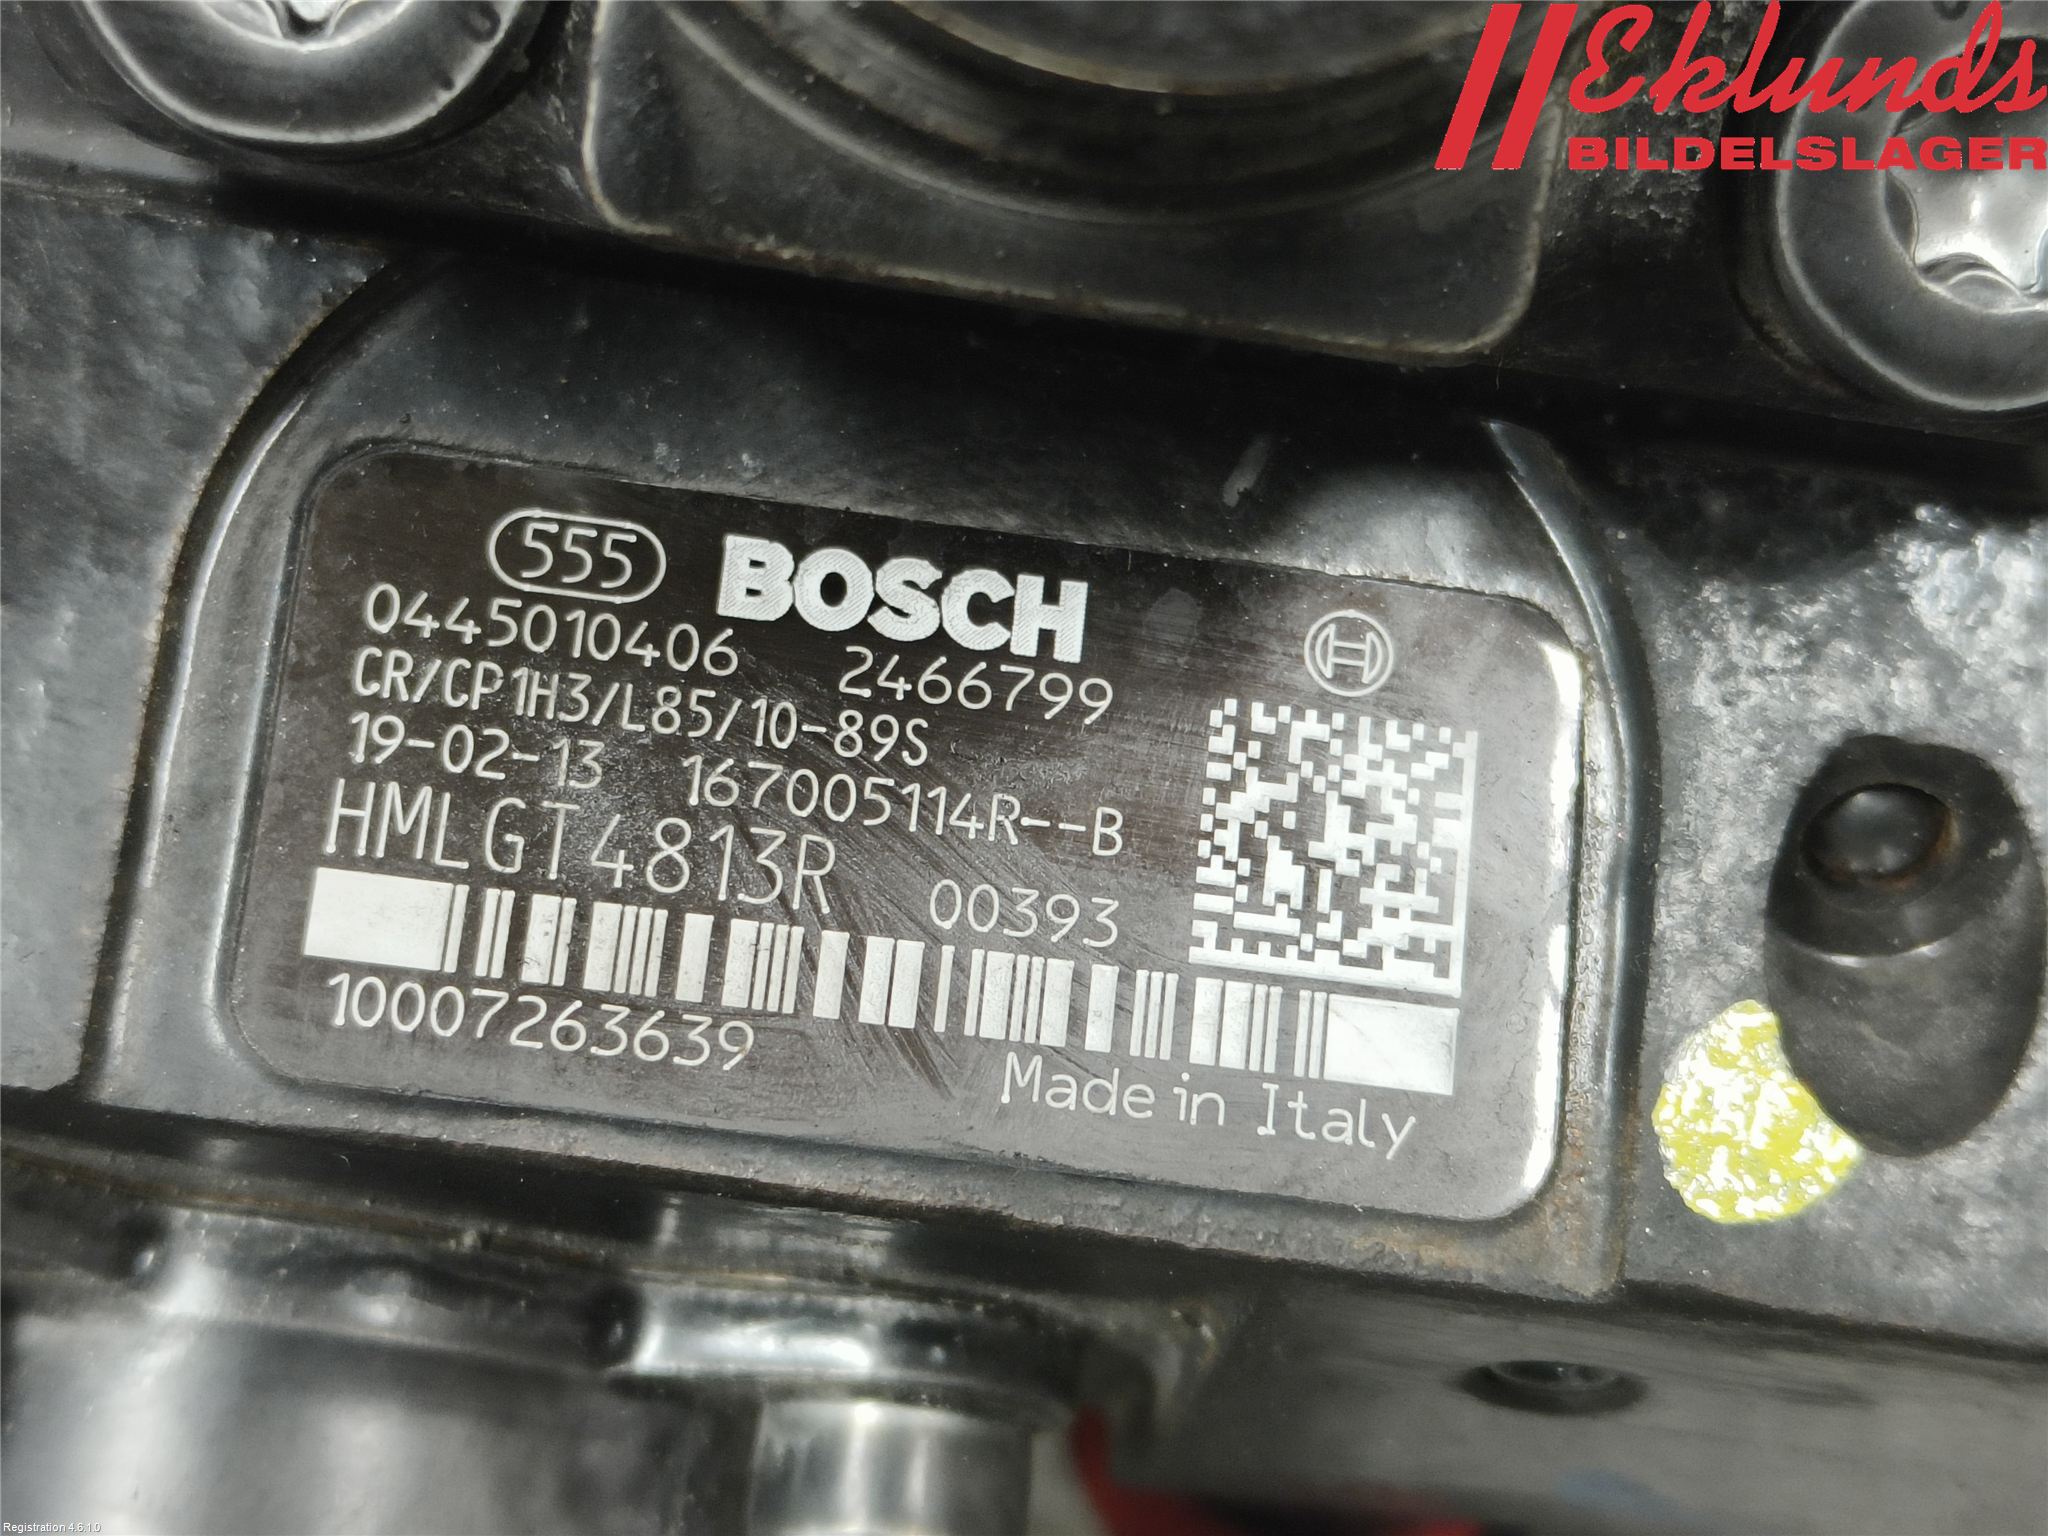 Eklunds
BILDELSLAGER
555 BOSCH
0445010406 2466799
CR/CP1H3/L85/10-89S
19-02-13 167005114R--B
HMLGT4813R 00393
10007263639
Made in Italy
Registration 4.6.1.0